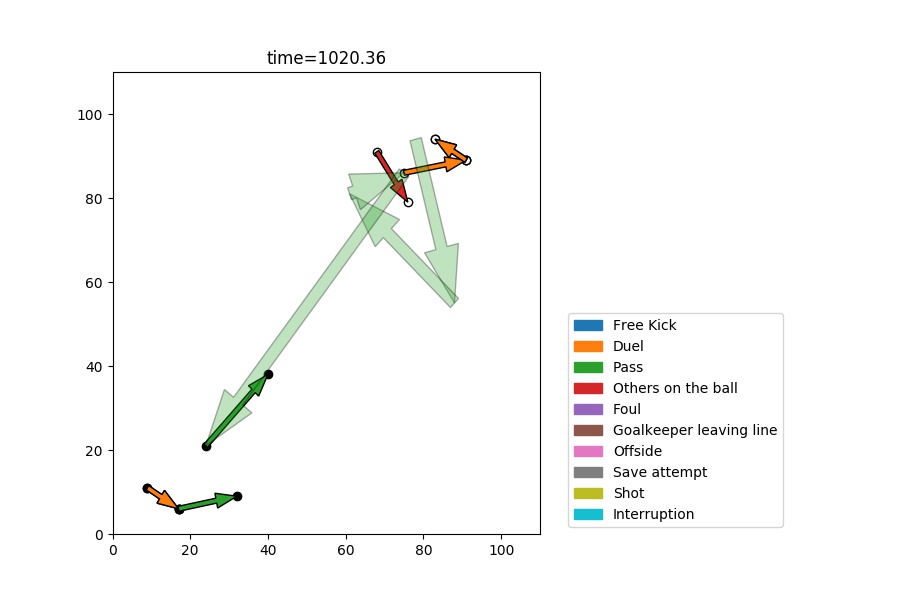 time=1020.36
100
80
60
40
20
0
0 20 40 60 80 100
Free Kick
Duel
Pass
Others on the ball
Foul
Goalkeeper leaving line
Offside
Save attempt
Shot
Interruption